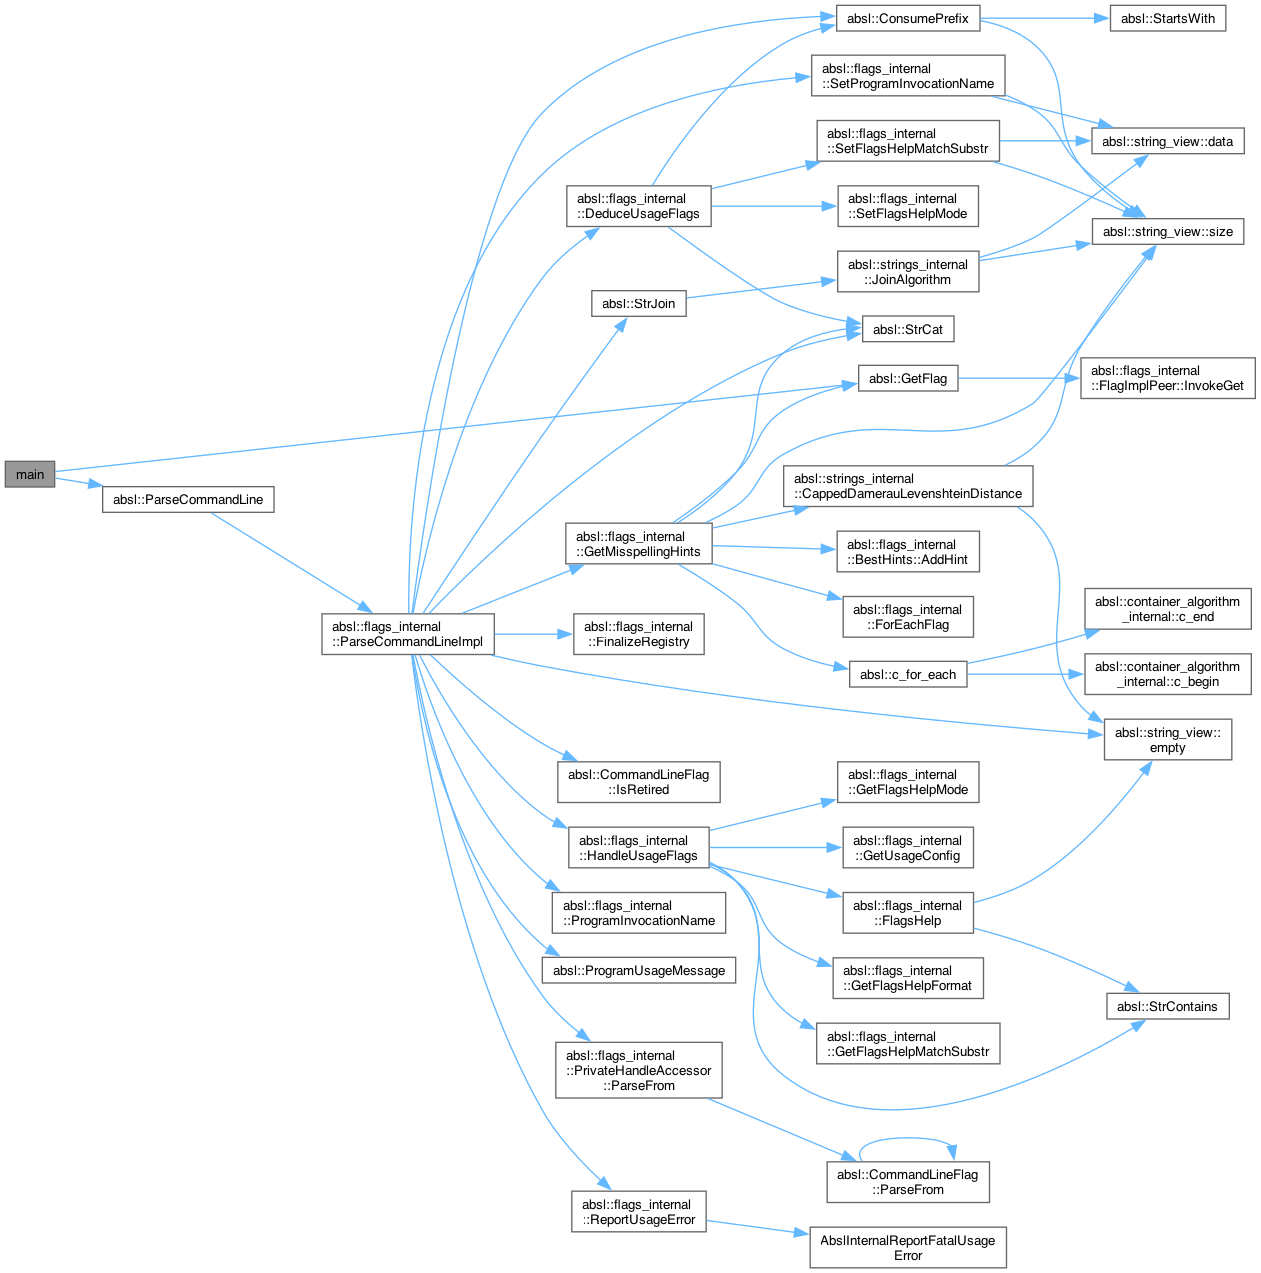 absl::ConsumePrefix
absl::StartsWith
absl::flags_internal
::SetProgramInvocationName
absl::flags_internal
::SetFlagsHelpMatchSubstr
absl::string_view::data
absl::flags_internal
::DeduceUsageFlags
absl::flags_internal
::SetFlagsHelpMode
absl::string_view::size
absl::strings_internal
::JoinAlgorithm
absl::StrJoin
absl::StrCat
absl::GetFlag
absl::flags_internal
::FlagImplPeer::InvokeGet
main
absl::ParseCommandLine
absl::strings_internal
::CappedDamerauLevenshteinDistance
absl::flags_internal
::GetMisspellingHints
absl::flags_internal
::BestHints::AddHint
absl::flags_internal
::ForEachFlag
absl::container_algorithm
_internal::c_end
absl::flags_internal
::ParseCommandLineImpl
absl::flags_internal
::FinalizeRegistry
absl::c_for_each
absl::container_algorithm
_internal::c_begin
absl::string_view::
empty
absl::CommandLineFlag
::IsRetired
absl::flags_internal
::GetFlagsHelpMode
absl::flags_internal
::HandleUsageFlags
absl::flags_internal
::GetUsageConfig
absl::flags_internal
::ProgramInvocationName
absl::flags_internal
::FlagsHelp
absl::ProgramUsageMessage
absl::flags_internal
::GetFlagsHelpFormat
absl::StrContains
absl::flags_internal
::GetFlagsHelpMatchSubstr
absl::flags_internal
::PrivateHandleAccessor
::ParseFrom
absl::CommandLineFlag
::ParseFrom
absl::flags_internal
::ReportUsageError
AbslInternalReportFatalUsage
Error